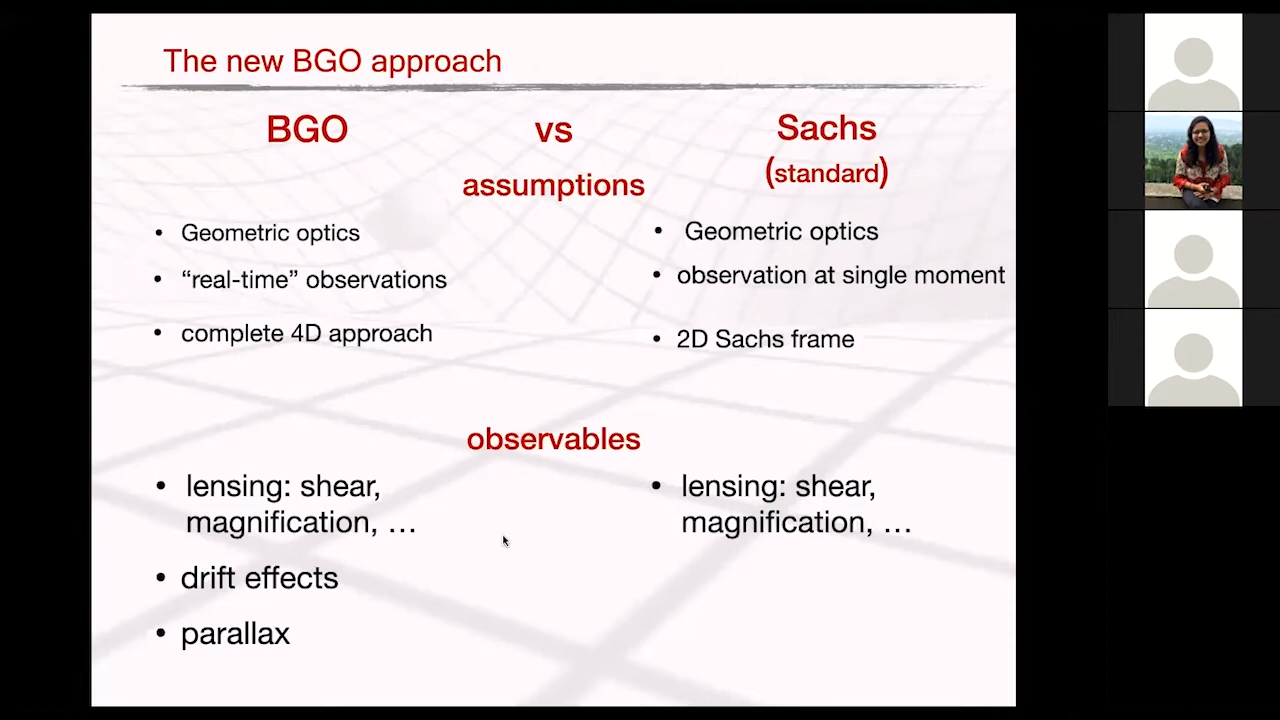 The new BGO approach
BGO vs Sachs
(standard)
assumptions
• Geometric optics
• “real-time” observations
• complete 4D approach
• Geometric optics
• observation at single moment
• 2D Sachs frame
observables
• lensing: shear,
magnification, …
• drift effects
• parallax
• lensing: shear,
magnification, …